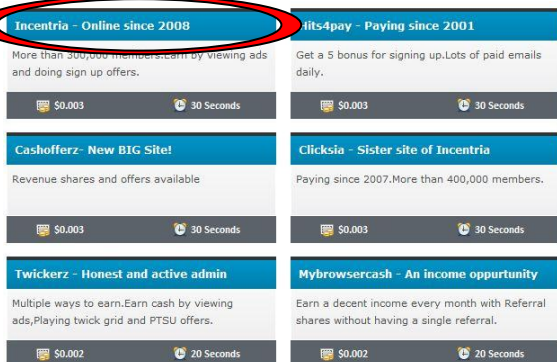 Incentria - Online since 2008
More than 300,000 members.Earn by viewing ads
and doing sign up offers.
$0.003 30 Seconds
Hits4pay - Paying since 2001
Get a 5 bonus for signing up.Lots of paid emails
daily.
$0.003 30 Seconds
Cashofferz- New BIG Site!
Revenue shares and offers available
$0.003 30 Seconds
Clicksia - Sister site of Incentria
Paying since 2007.More than 400,000 members.
$0.003 30 Seconds
Twickerz - Honest and active admin
Multiple ways to earn.Earn cash by viewing
ads,Playing twick grid and PTSU offers.
$0.002 20 Seconds
Mybrowsercash - An income oppurtunity
Earn a decent income every month with Referral
shares without having a single referral.
$0.002 20 Seconds